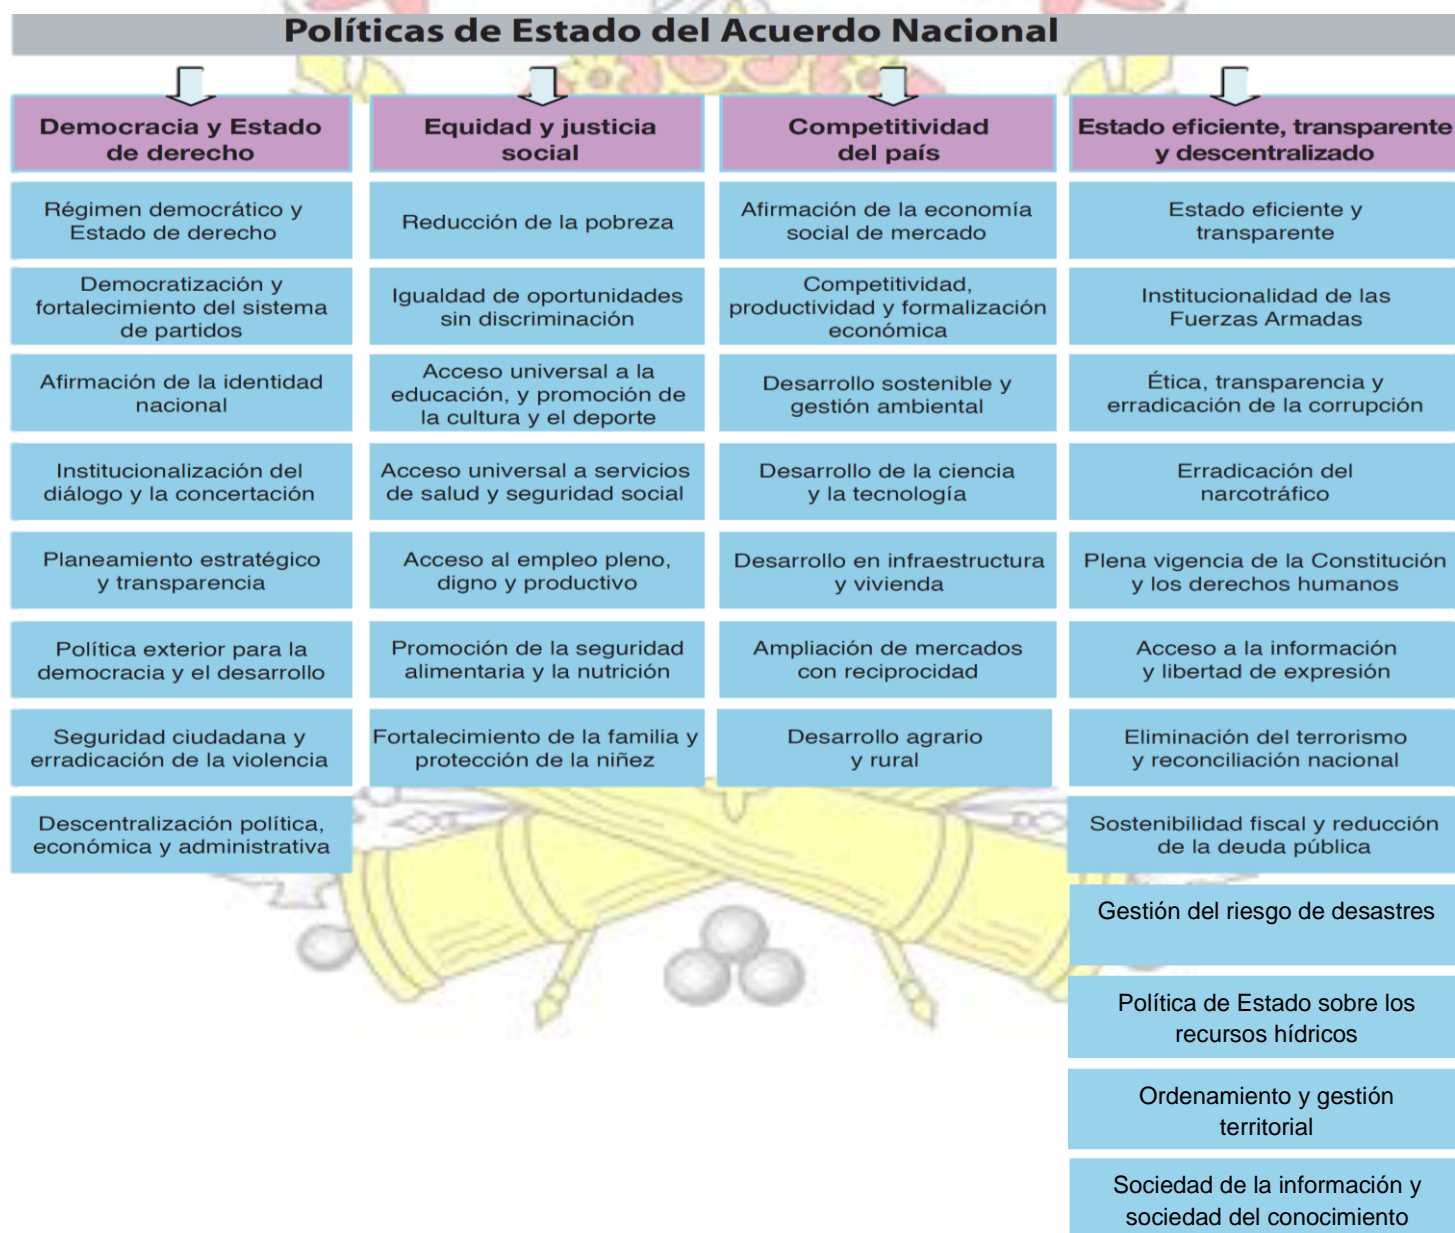 Políticas de Estado del Acuerdo Nacional
Democracia y Estado
de derecho
Régimen democrático y
Estado de derecho
Democratización y
fortalecimiento del sistema
de partidos
Afirmación de la identidad
nacional
Institucionalización del
diálogo y la concertación
Planeamiento estratégico
y transparencia
Política exterior para la
democracia y el desarrollo
Seguridad ciudadana y
erradicación de la violencia
Descentralización política,
económica y administrativa
Equidad y justicia
social
Reducción de la pobreza
Igualdad de oportunidades
sin discriminación
Acceso universal a la
educación, y promoción de
la cultura y el deporte
Acceso universal a servicios
de salud y seguridad social
Acceso al empleo pleno,
digno y productivo
Promoción de la seguridad
alimentaria y la nutrición
Fortalecimiento de la familia y
protección de la niñez
Competitividad
del país
Afirmación de la economía
social de mercado
Competitividad,
productividad y formalización
económica
Desarrollo sostenible y
gestión ambiental
Desarrollo de la ciencia
y la tecnología
Desarrollo en infraestructura
y vivienda
Ampliación de mercados
con reciprocidad
Desarrollo agrario
y rural
Estado eficiente, transparente
y descentralizado
Estado eficiente y
transparente
Institucionalidad de las
Fuerzas Armadas
Ética, transparencia y
erradicación de la corrupción
Erradicación del
narcotráfico
Plena vigencia de la Constitución
y los derechos humanos
Acceso a la información
y libertad de expresión
Eliminación del terrorismo
y reconciliación nacional
Sostenibilidad fiscal y reducción
de la deuda pública
Gestión del riesgo de desastres
Política de Estado sobre los
recursos hídricos
Ordenamiento y gestión
territorial
Sociedad de la información y
sociedad del conocimiento